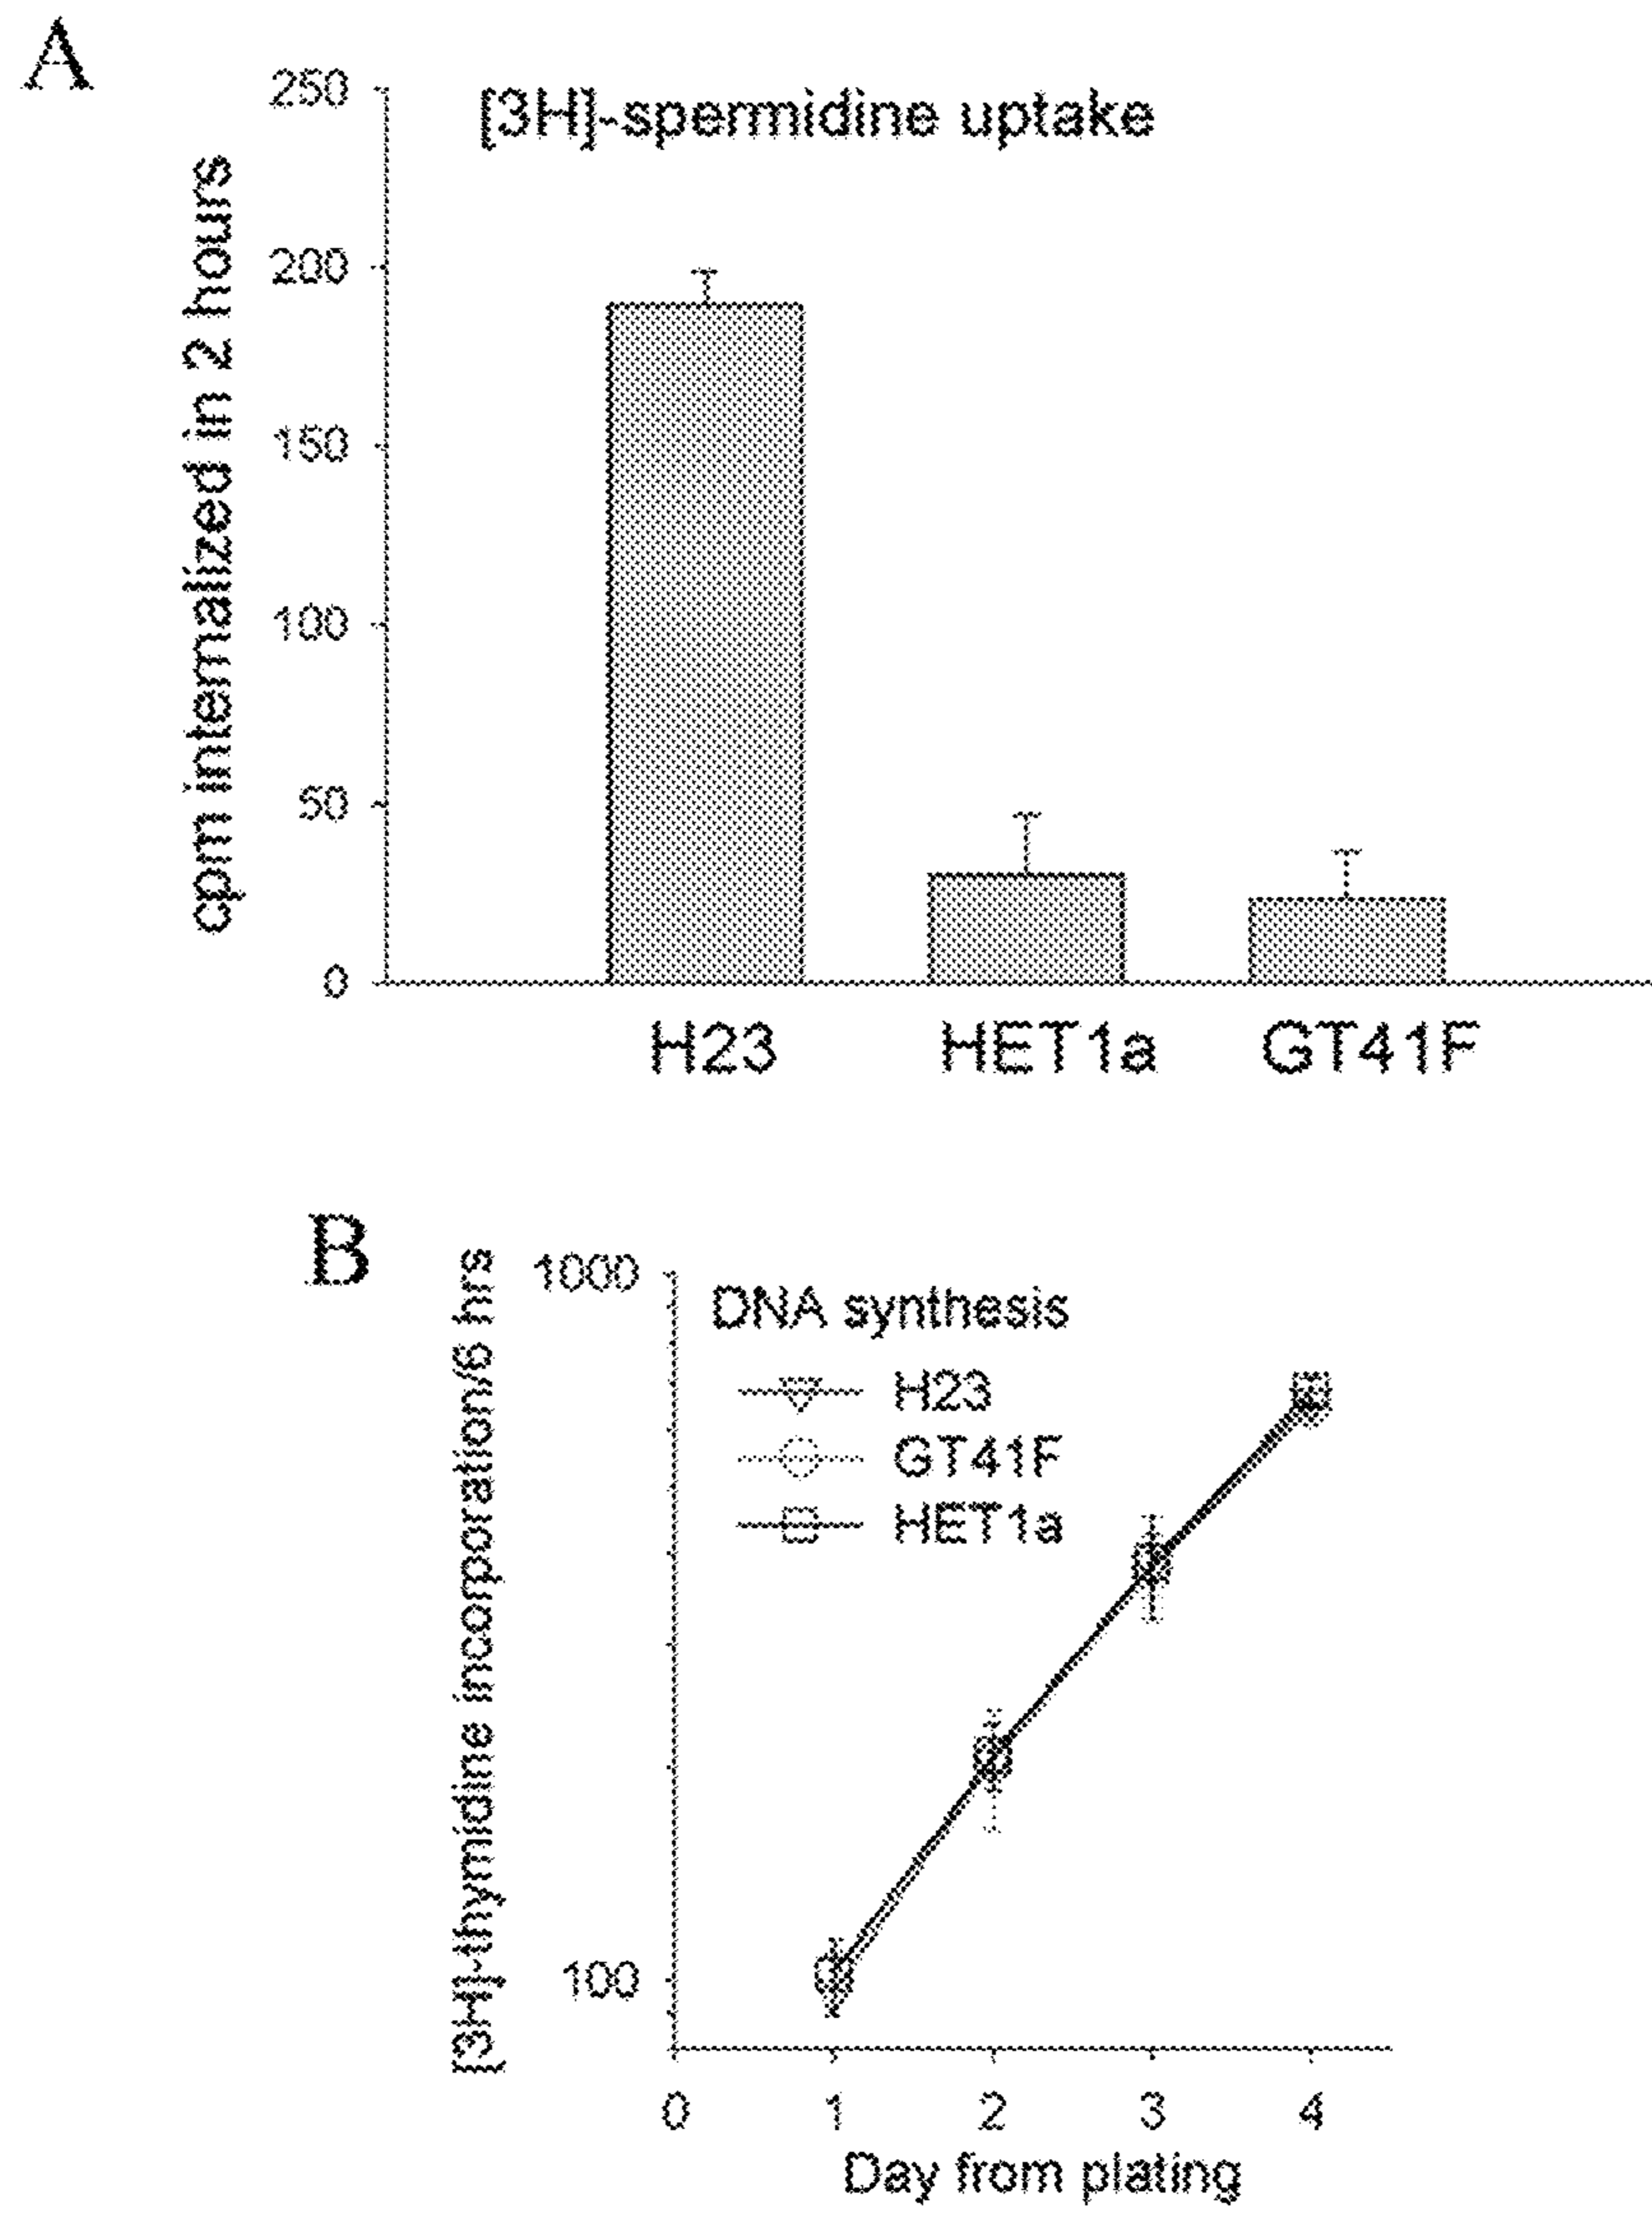 A
[3H]-spermidine uptake
cpm internalized in 2 hours
250
200
150
100
50
0
H23
HET1a
GT41F
B
DNA synthesis
[3H]-thymidine incorporation/6 hrs
1000
100
H23
GT41F
HET1a
0 1 2 3 4
Day from plating